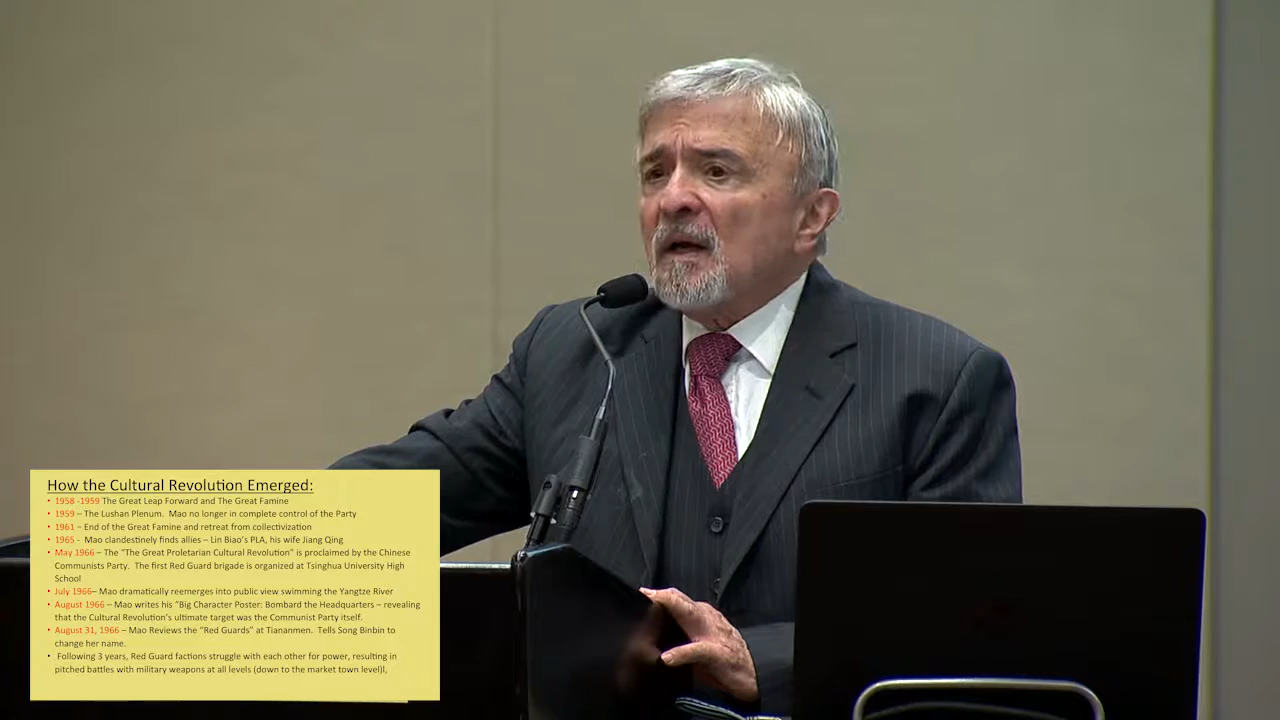 How the Cultural Revolution Emerged:
• 1958 -1959 The Great Leap Forward and The Great Famine
• 1959 – The Lushan Plenum. Mao no longer in complete control of the Party
• 1961 – End of the Great Famine and retreat from collectivization
• 1965 - Mao clandestinely finds allies – Lin Biao's PLA, his wife Jiang Qing
• May 1966 – The "The Great Proletarian Cultural Revolution" is proclaimed by the Chinese
Communists Party. The first Red Guard brigade is organized at Tsinghua University High
School
• July 1966– Mao dramatically reemerges into public view swimming the Yangtze River
• August 1966 – Mao writes his "Big Character Poster: Bombard the Headquarters – revealing
that the Cultural Revolution's ultimate target was the Communist Party itself.
• August 31, 1966 – Mao Reviews the "Red Guards" at Tiananmen. Tells Song Binbin to
change her name.
• Following 3 years, Red Guard factions struggle with each other for power, resulting in
pitched battles with military weapons at all levels (down to the market town level)l,